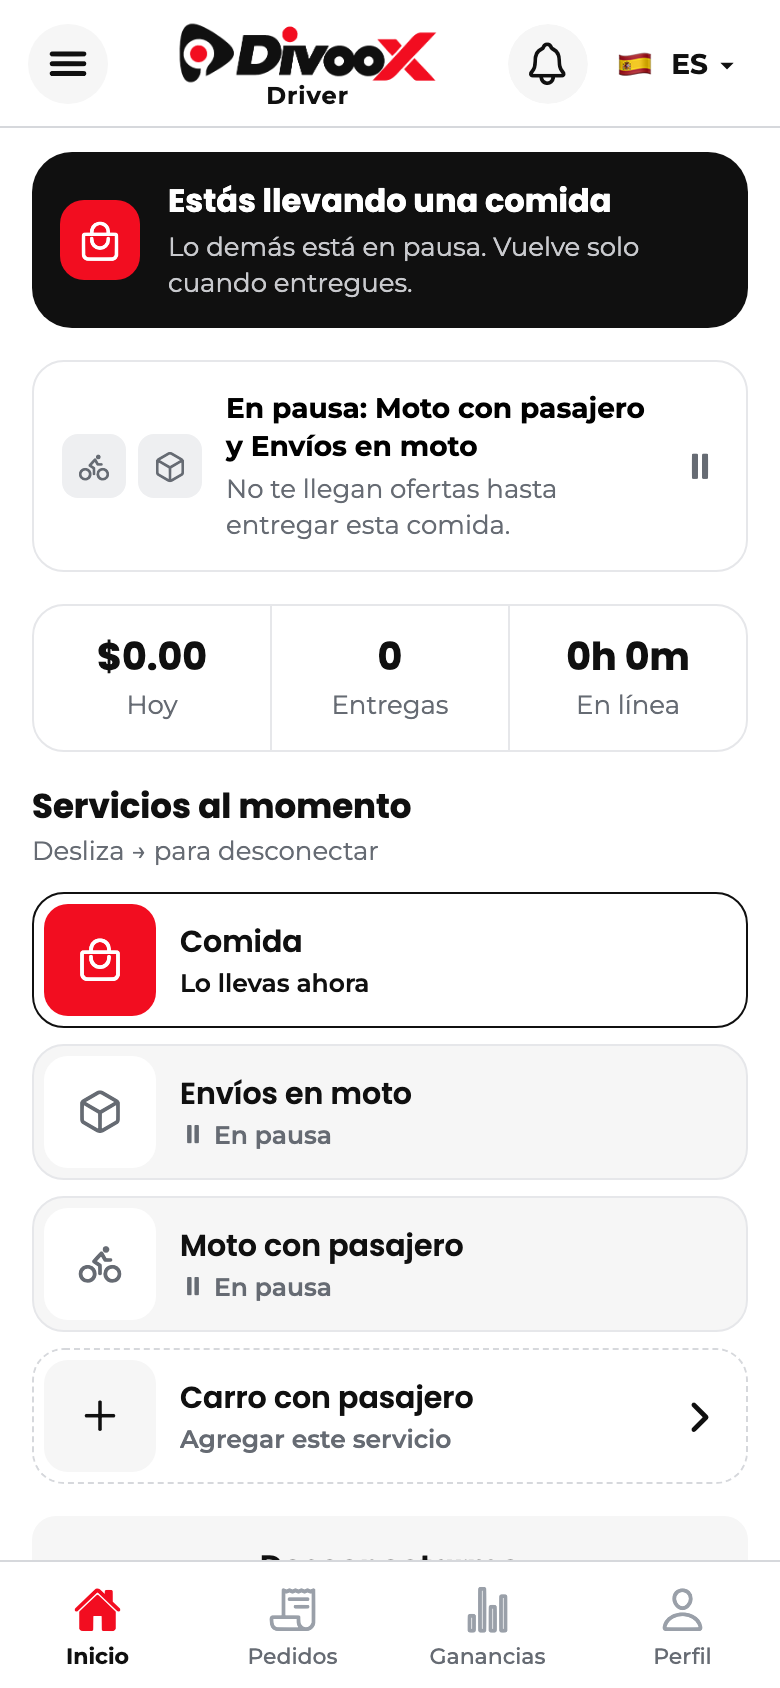 DivooX
Driver
ES
Estás llevando una comida
Lo demás está en pausa. Vuelve solo
cuando entregues.
En pausa: Moto con pasajero
y Envíos en moto
No te llegan ofertas hasta
entregar esta comida.
$0.00
Hoy
0
Entregas
0h 0m
En línea
Servicios al momento
Desliza → para desconectar
Comida
Lo llevas ahora
Envíos en moto
En pausa
Moto con pasajero
En pausa
Carro con pasajero
Agregar este servicio
Inicio
Pedidos
Ganancias
Perfil